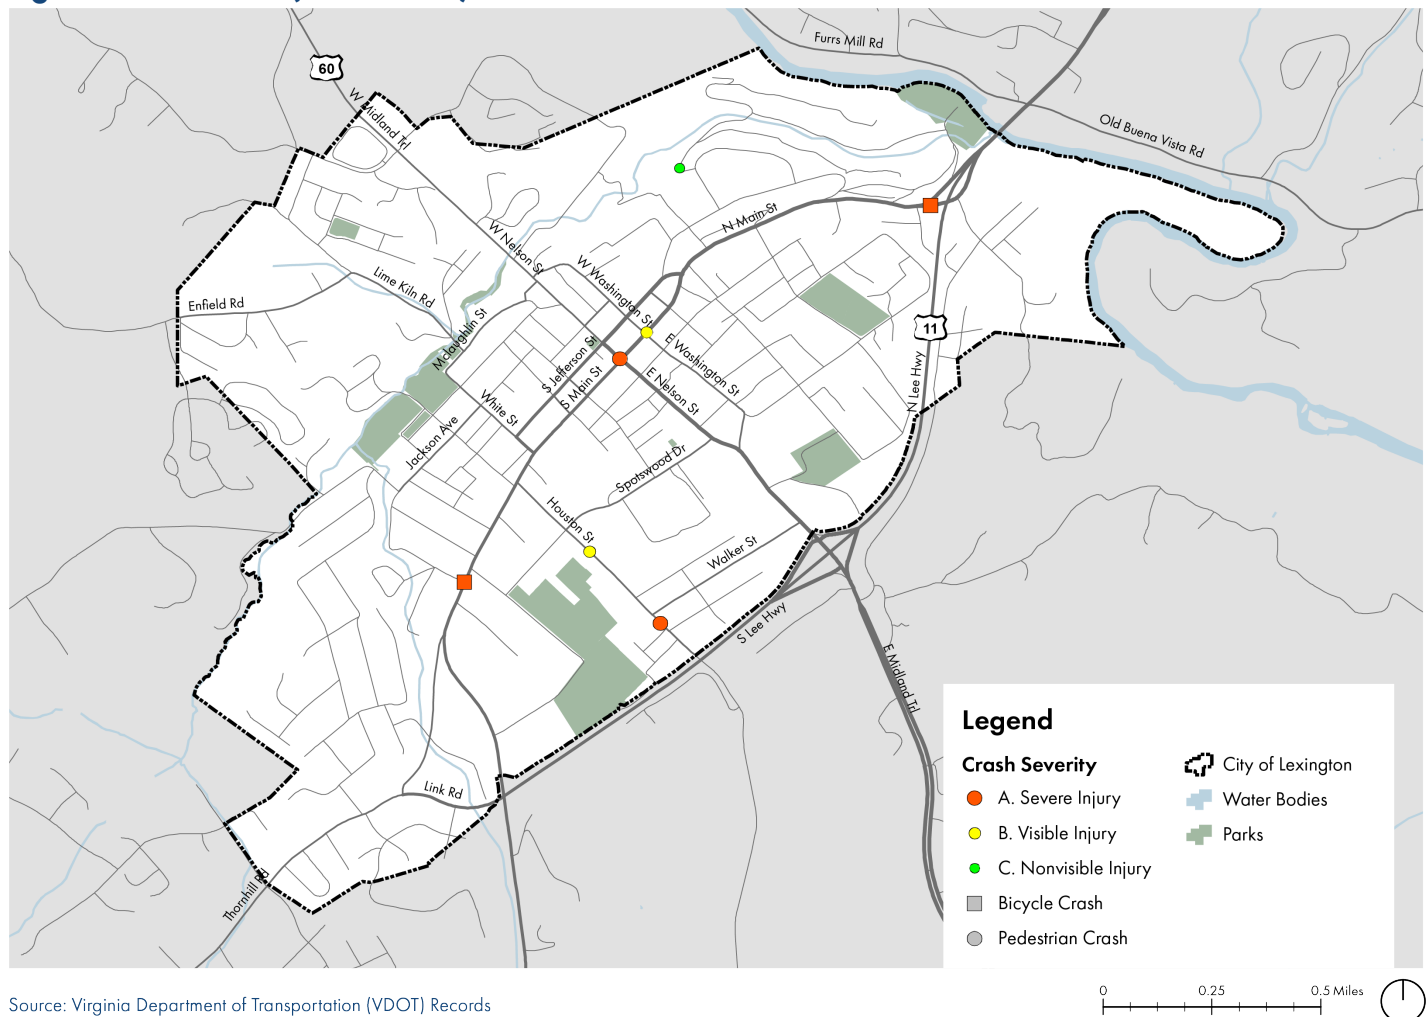 Furrs Mill Rd
60
W Midland Trl
Old Buena Vista Rd
N Main St
W Nelson St
W Washington St
Lime Kiln Rd
Enfield Rd
Mclaughlin St
11
S Jefferson St
E Washington St
S Main St
E Nelson St
N Lee Hwy
White St
Jackson Ave
Spotswood Dr
Houston St
Walker St
S Lee Hwy
E Midland Trl
Link Rd
Thornhill Rd
Legend
Crash Severity
A. Severe Injury
B. Visible Injury
C. Nonvisible Injury
Bicycle Crash
Pedestrian Crash
City of Lexington
Water Bodies
Parks
0 0.25 0.5 Miles
Source: Virginia Department of Transportation (VDOT) Records